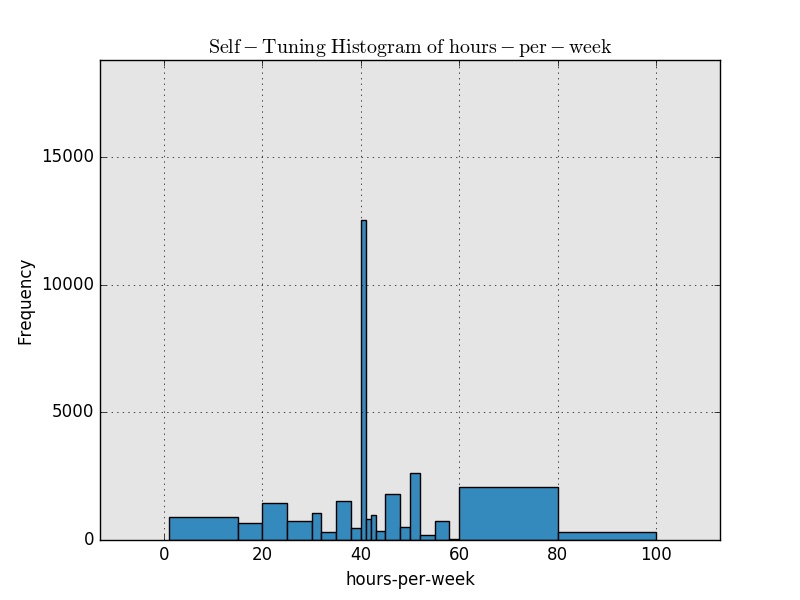 Self − Tuning Histogram of hours − per − week
15000
10000
5000
0
Frequency
0 20 40 60 80 100
hours-per-week